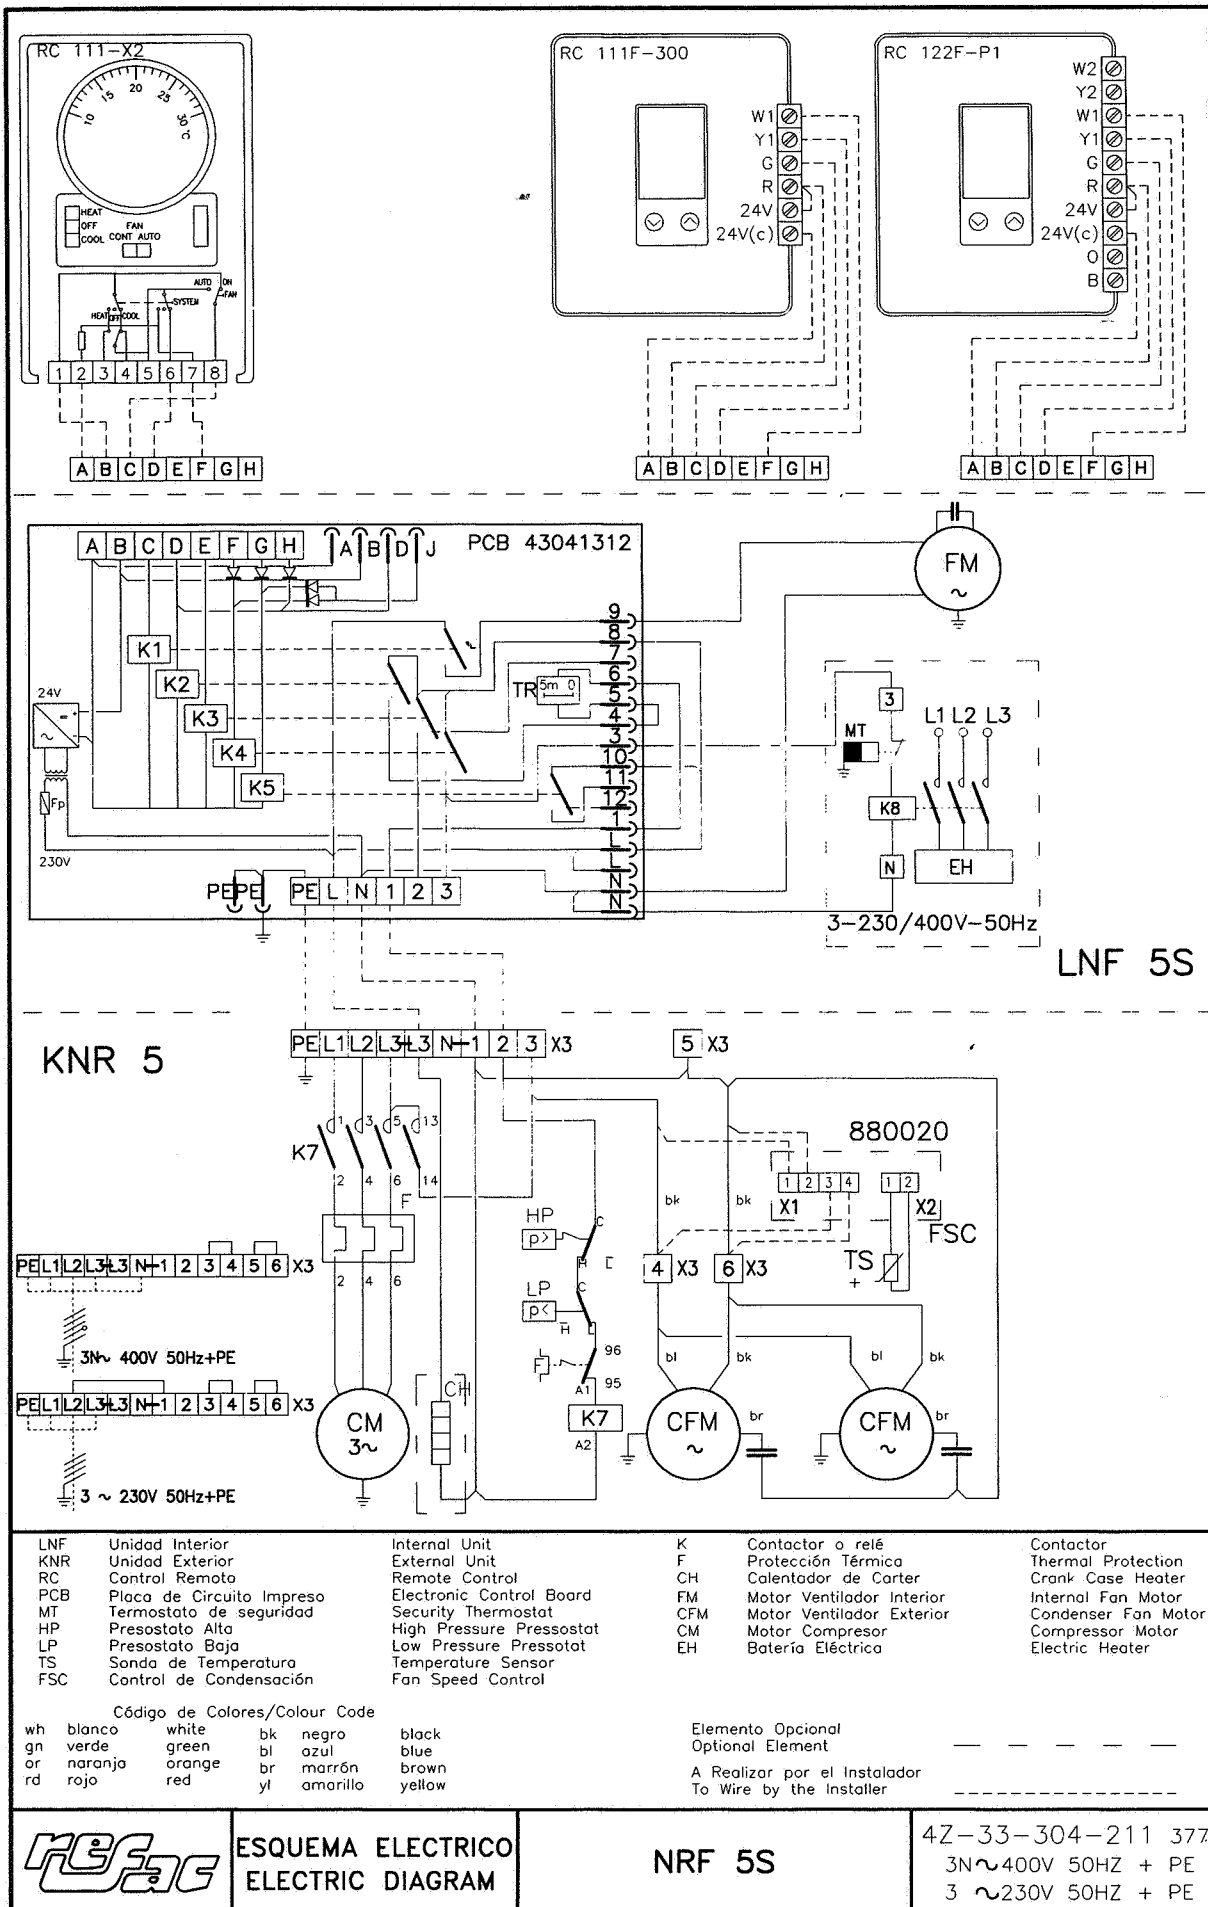 RC 111-X2
10 15 20 25 30 °C
HEAT
OFF
COOL
FAN
CONT AUTO
AUTO ON
FAN
SYSTEM
HEAT OFF COOL
1 2 3 4 5 6 7 8
A B C D E F G H
RC 111F-300
W1
Y1
G
R
24V
24V(c)
A B C D E F G H
RC 122F-P1
W2
Y2
W1
Y1
G
R
24V
24V(c)
O
B
A B C D E F G H
A B C D E F G H A B D J PCB 43041312
FM
~
K1
K2
K3
K4
K5
24V
Fp
230V
TR 5m 0
9
8
7
6
5
4
3
10
11
12
1
L
L
N
N
PE PE PE L N 1 2 3
MT
3
L1 L2 L3
K8
N
EH
3-230/400V-50Hz
LNF 5S
KNR 5
PE L1 L2 L3 L3 N 1 2 3 X3
5 X3
K7
1 3 5 13
2 4 6 14
F
2 4 6
CM
3~
CH
HP
p>
C
H L
LP
p<
C
H L
F
96
95
A1
K7
A2
bk bk
880020
1 2 3 4
X1
1 2
X2
FSC
TS
+
4 X3
6 X3
bl bk bl bk
CFM
~
br
CFM
~
br
PE L1 L2 L3 L3 N 1 2 3 4 5 6 X3
3N~ 400V 50Hz+PE
PE L1 L2 L3 L3 N 1 2 3 4 5 6 X3
3 ~ 230V 50Hz+PE
LNF Unidad Interior Internal Unit
KNR Unidad Exterior External Unit
RC Control Remoto Remote Control
PCB Placa de Circuito Impreso Electronic Control Board
MT Termostato de seguridad Security Thermostat
HP Presostato Alta High Pressure Pressostat
LP Presostato Baja Low Pressure Pressotat
TS Sonda de Temperatura Temperature Sensor
FSC Control de Condensación Fan Speed Control
K Contactor o relé Contactor
F Protección Térmica Thermal Protection
CH Calentador de Carter Crank Case Heater
FM Motor Ventilador Interior Internal Fan Motor
CFM Motor Ventilador Exterior Condenser Fan Motor
CM Motor Compresor Compressor Motor
EH Batería Eléctrica Electric Heater
Código de Colores/Colour Code
wh blanco white bk negro black
gn verde green bl azul blue
or naranja orange br marrón brown
rd rojo red yl amarillo yellow
Elemento Opcional
Optional Element
A Realizar por el Instalador
To Wire by the Installer
refac
ESQUEMA ELECTRICO
ELECTRIC DIAGRAM
NRF 5S
4Z-33-304-211 377
3N~400V 50HZ + PE
3 ~230V 50HZ + PE